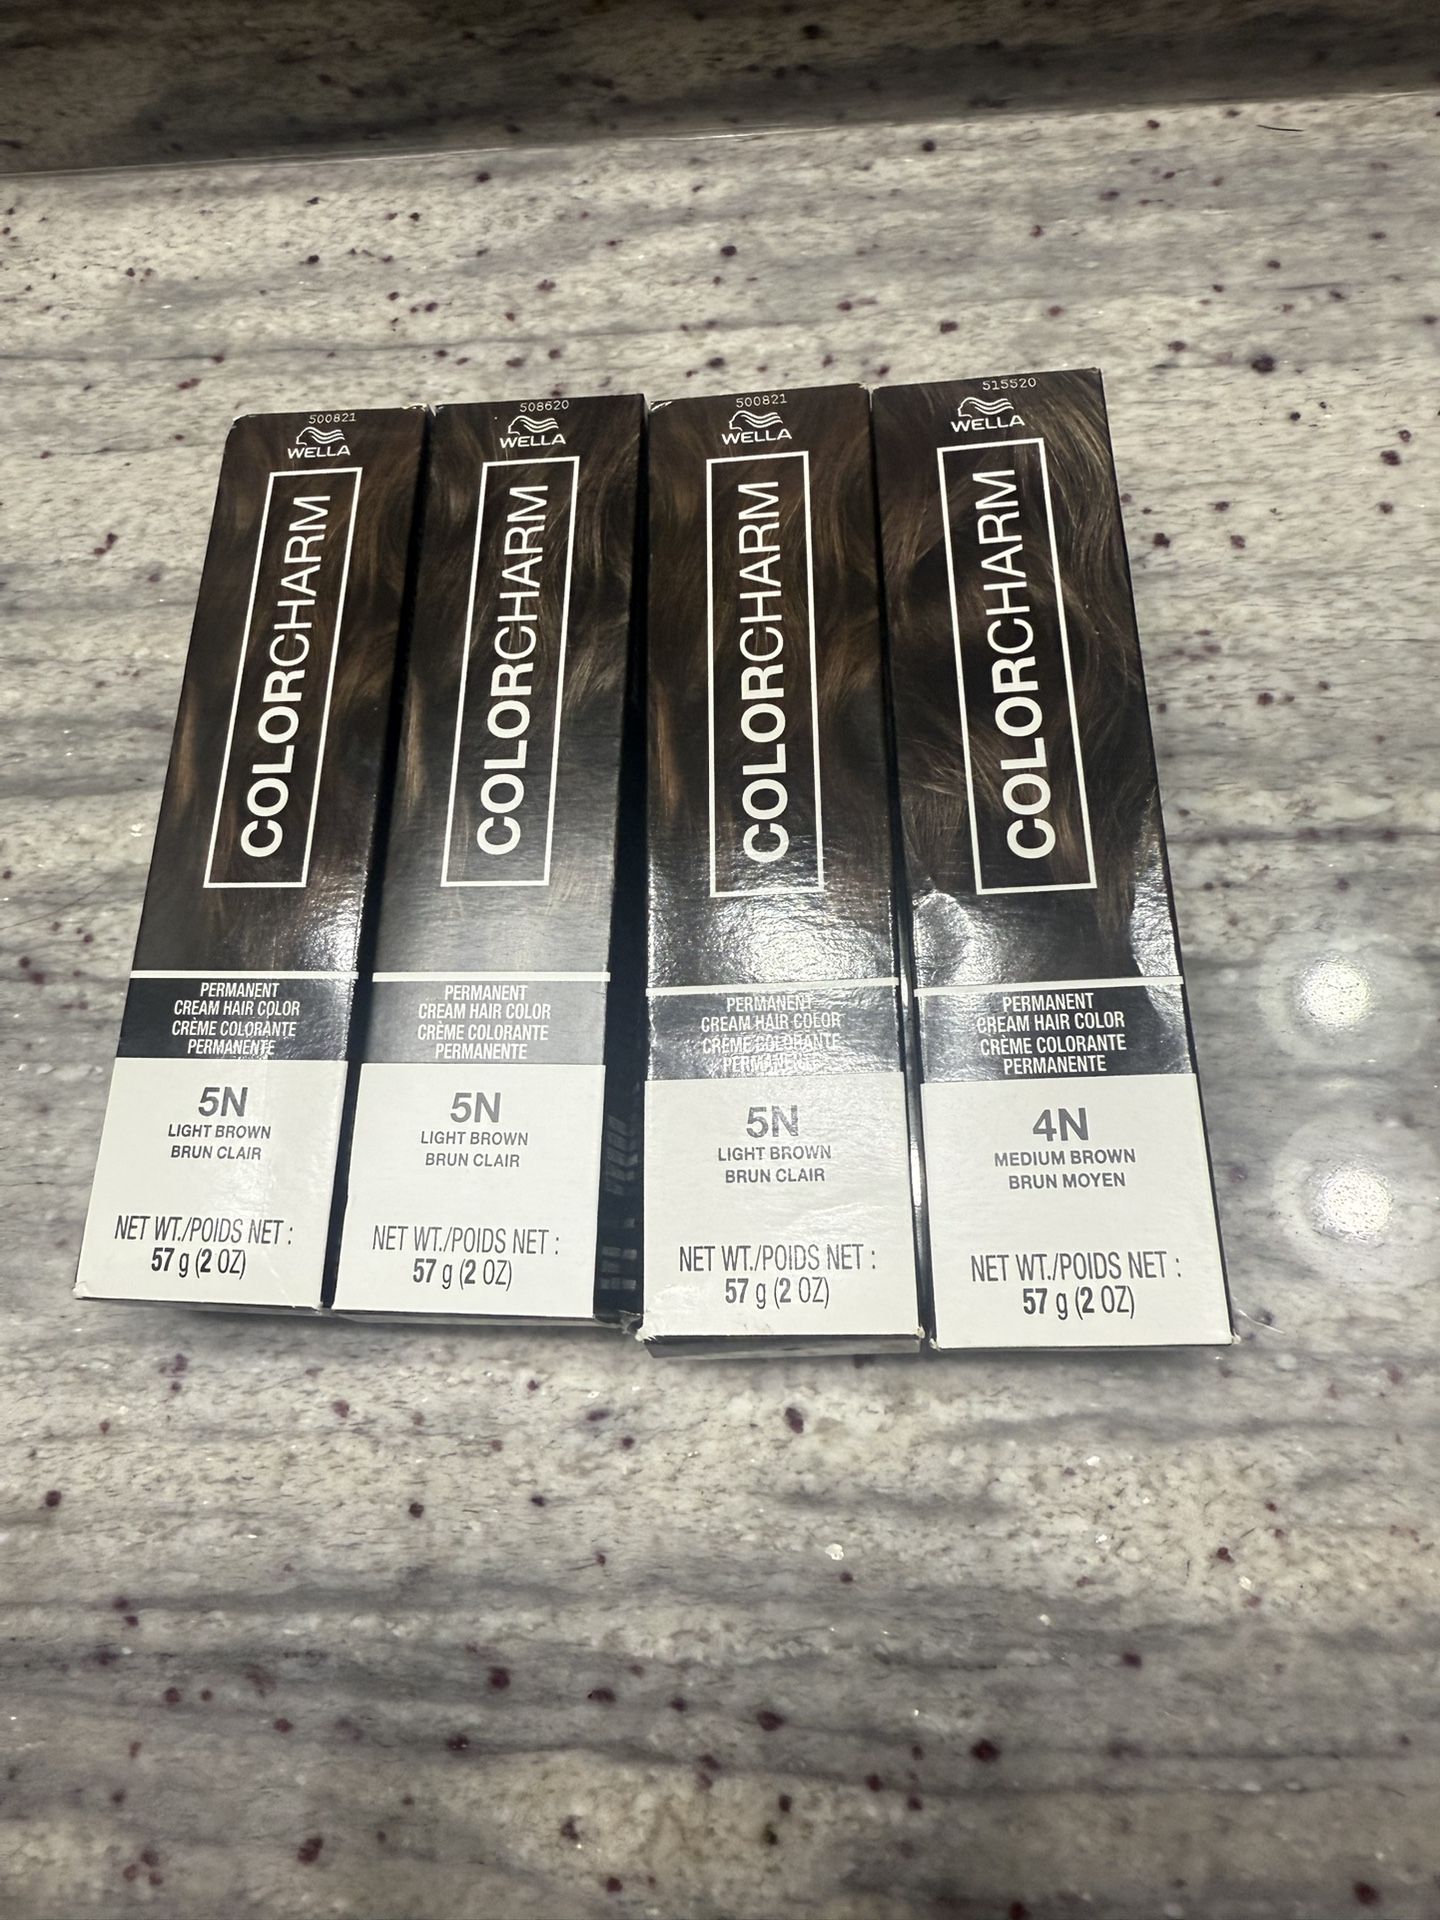 500821
WELLA
COLORCHARM
PERMANENT
CREAM HAIR COLOR
CRÈME COLORANTE
PERMANENTE
5N
LIGHT BROWN
BRUN CLAIR
NET WT./POIDS NET :
57 g (2 OZ)
508620
WELLA
COLORCHARM
PERMANENT
CREAM HAIR COLOR
CRÈME COLORANTE
PERMANENTE
5N
LIGHT BROWN
BRUN CLAIR
NET WT./POIDS NET :
57 g (2 OZ)
500821
WELLA
COLORCHARM
PERMANENT
CREAM HAIR COLOR
CRÈME COLORANTE
PERMANENTE
5N
LIGHT BROWN
BRUN CLAIR
NET WT./POIDS NET :
57 g (2 OZ)
515520
WELLA
COLORCHARM
PERMANENT
CREAM HAIR COLOR
CRÈME COLORANTE
PERMANENTE
4N
MEDIUM BROWN
BRUN MOYEN
NET WT./POIDS NET :
57 g (2 OZ)